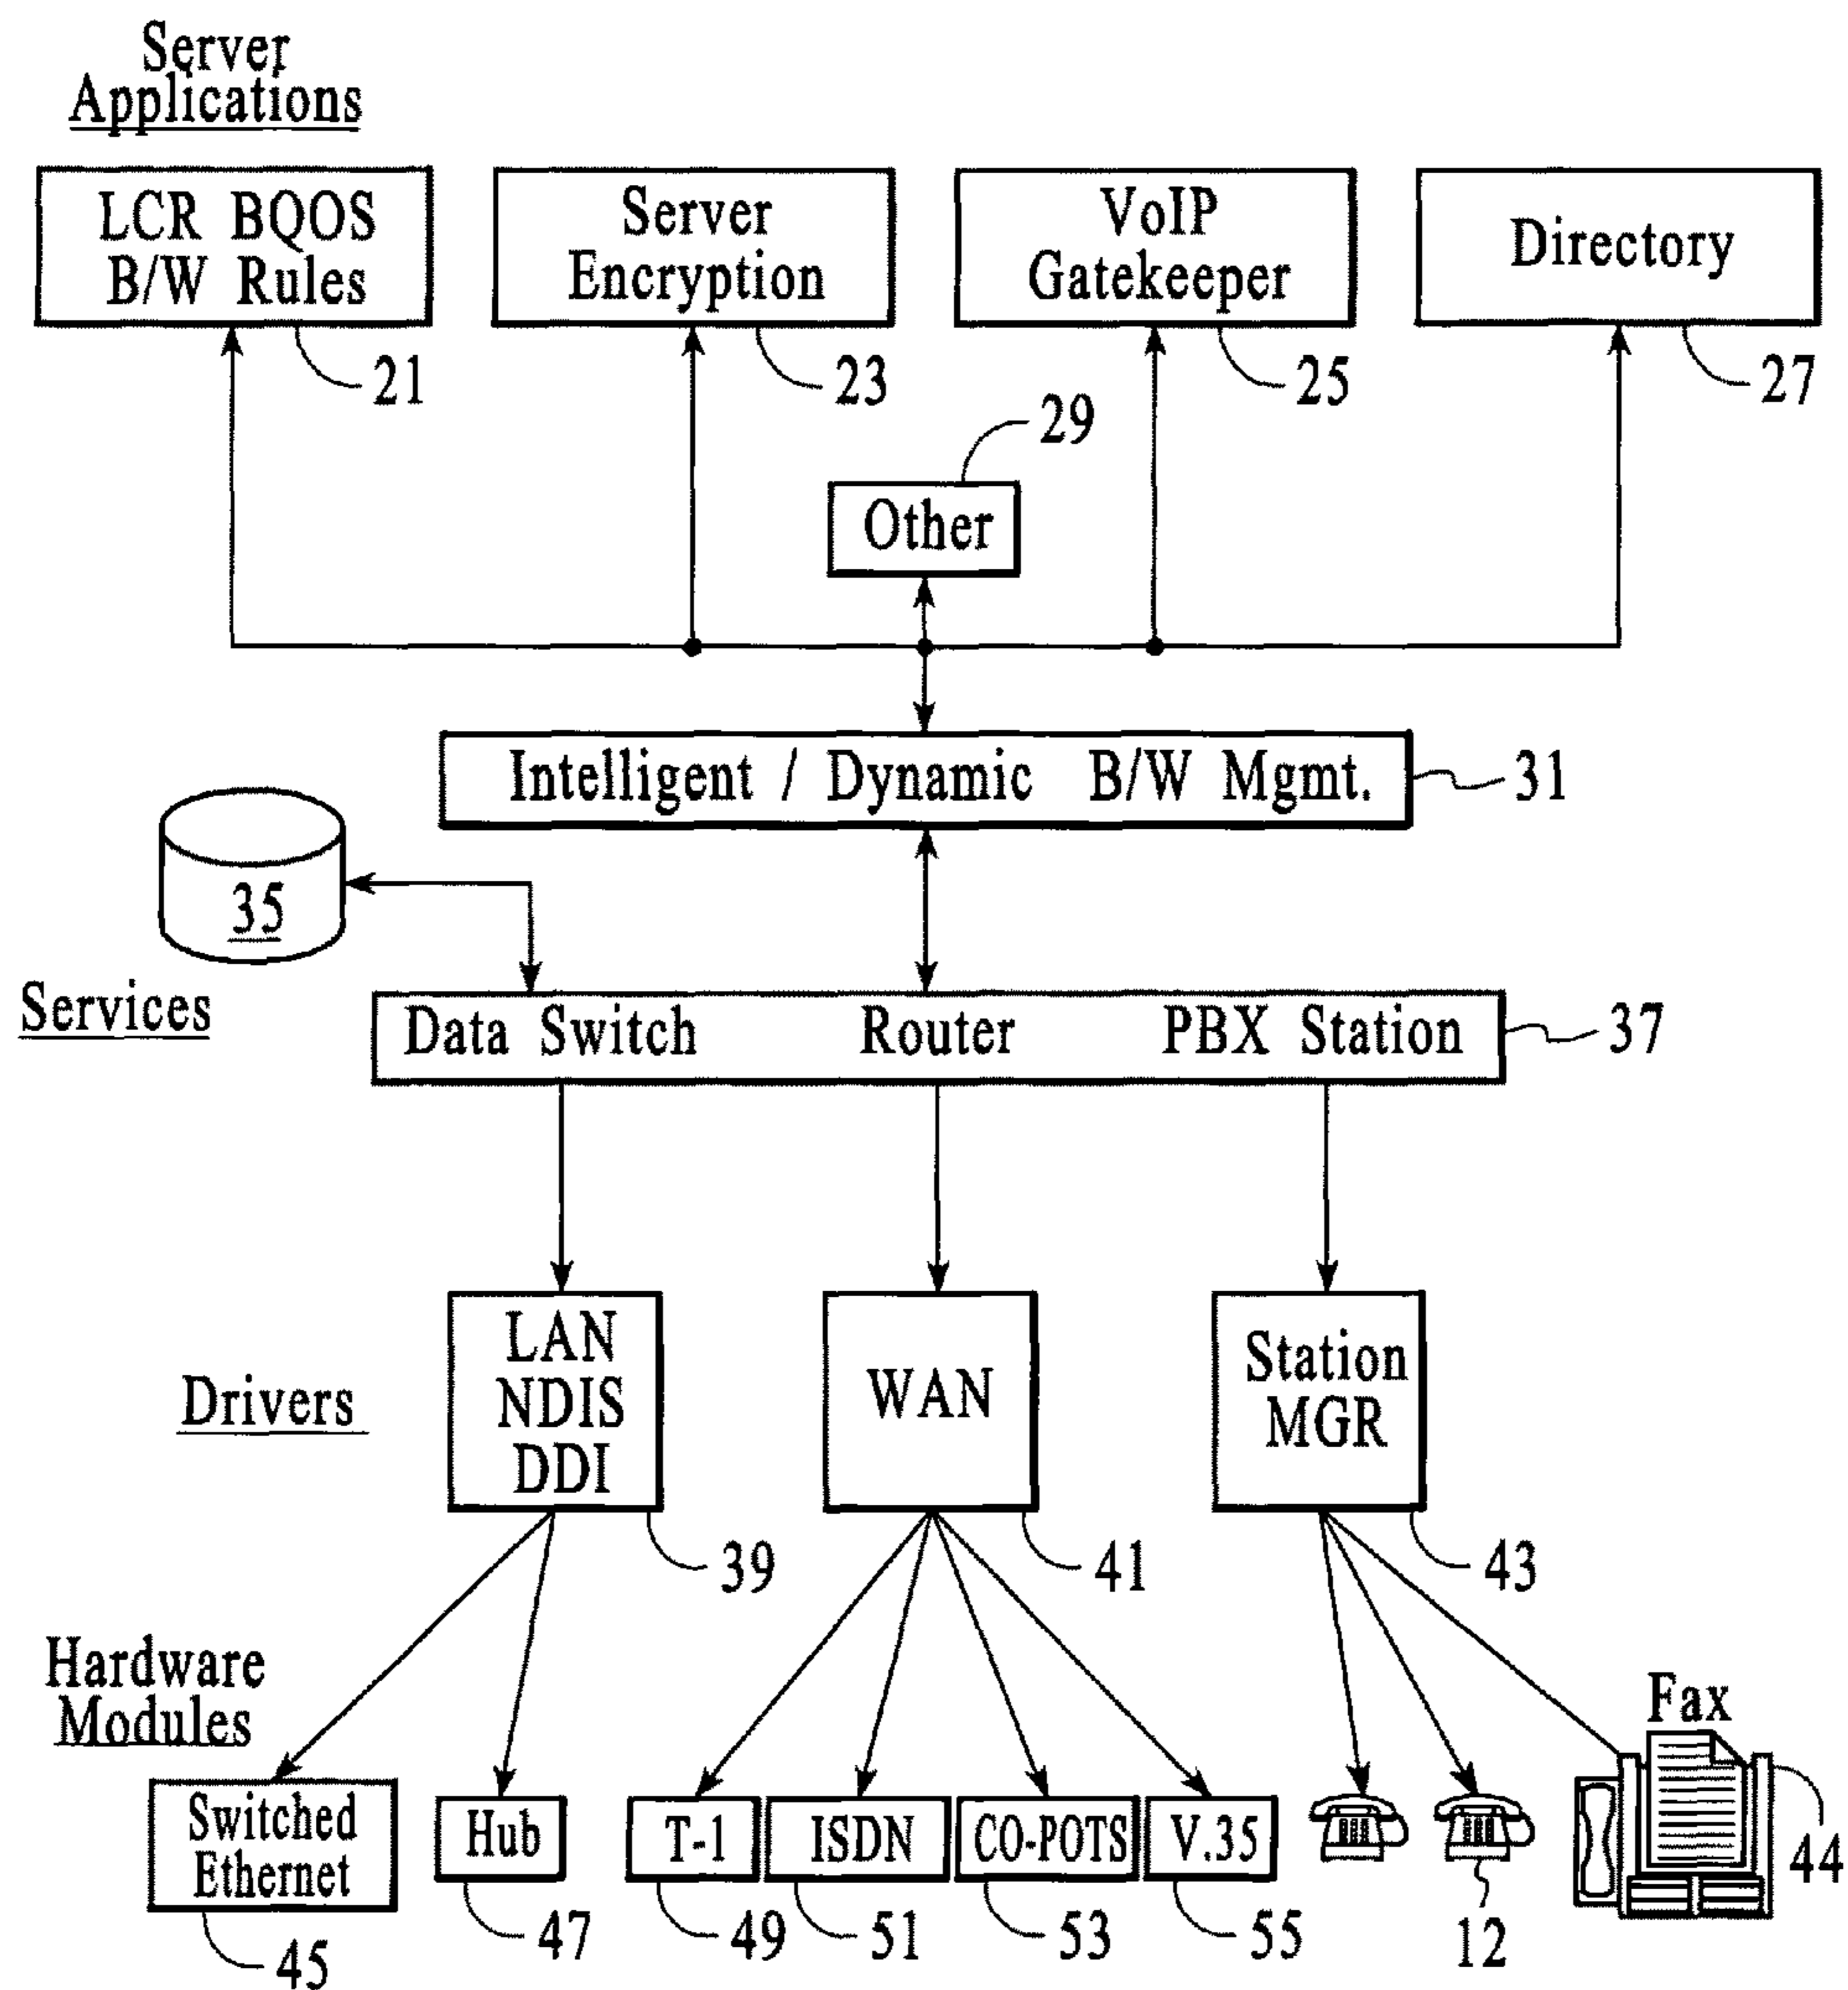 Server
Applications
LCR BQOS
B/W Rules
Server
Encryption
VoIP
Gatekeeper
Directory
21
23
25
27
29
Other
Intelligent / Dynamic B/W Mgmt.
31
35
Services
Data Switch Router PBX Station
37
Drivers
LAN
NDIS
DDI
WAN
Station
MGR
39
41
43
Hardware
Modules
Fax
Switched
Ethernet
Hub
T-1
ISDN
CO-POTS
V.35
44
45
47
49
51
53
55
12